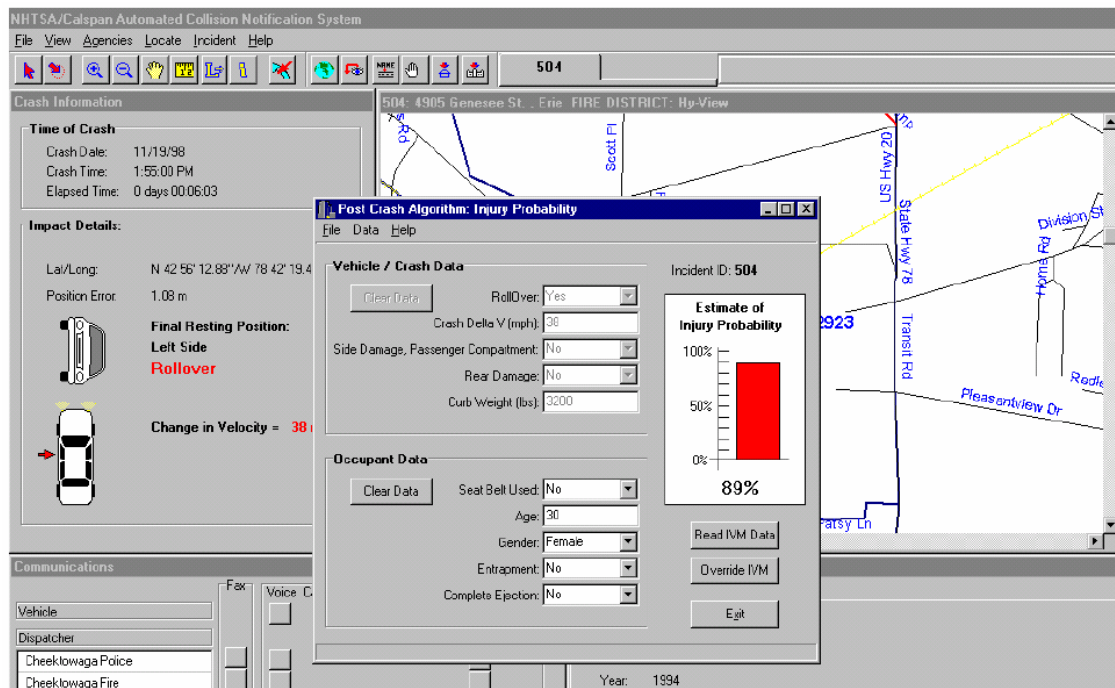 NHTSA/Calspan Automated Collision Notification System
File View Agencies Locate Incident Help
504
Crash Information
Time of Crash
Crash Date: 11/19/98
Crash Time: 1:55:00 PM
Elapsed Time: 0 days 00:06:03
Impact Details:
Lat/Long: N 42 56' 12.88"/W 78 42' 19.4
Position Error: 1.08 m
Final Resting Position:
Left Side
Rollover
Change in Velocity = 38
504: 4905 Genesee St. , Erie FIRE DISTRICT: Hy-View
s Rd
Scott Pl
US Hwy 20
State Hwy 78
Transit Rd
Division St
Home Rd
2923
Pleasantview Dr
Patsy Ln
Post Crash Algorithm: Injury Probability
File Data Help
Vehicle / Crash Data
Clear Data
RollOver: Yes
Crash Delta V (mph): 38
Side Damage, Passenger Compaitment: No
Rear Damage: No
Curb Weight (lbs): 3200
Occupant Data
Clear Data
Seat Belt Used: No
Age: 30
Gender: Female
Entrapment: No
Complete Ejection: No
Incident ID: 504
Estimate of
Injury Probability
100%
50%
0%
89%
Read IVM Data
Override IVM
Exit
Communications
Fax
Voice
Vehicle
Dispatcher
Cheektowaga Police
Cheektowaga Fire
Year: 1994